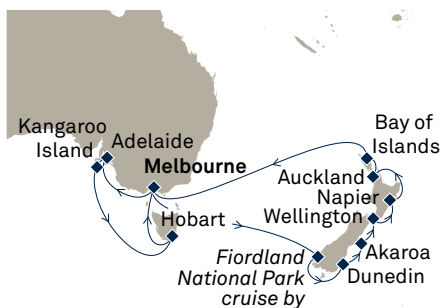 Kangaroo
Island
Adelaide
Melbourne
Hobart
Bay of
Islands
Auckland
Napier
Wellington
Akaroa
Dunedin
Fiordland
National Park
cruise by